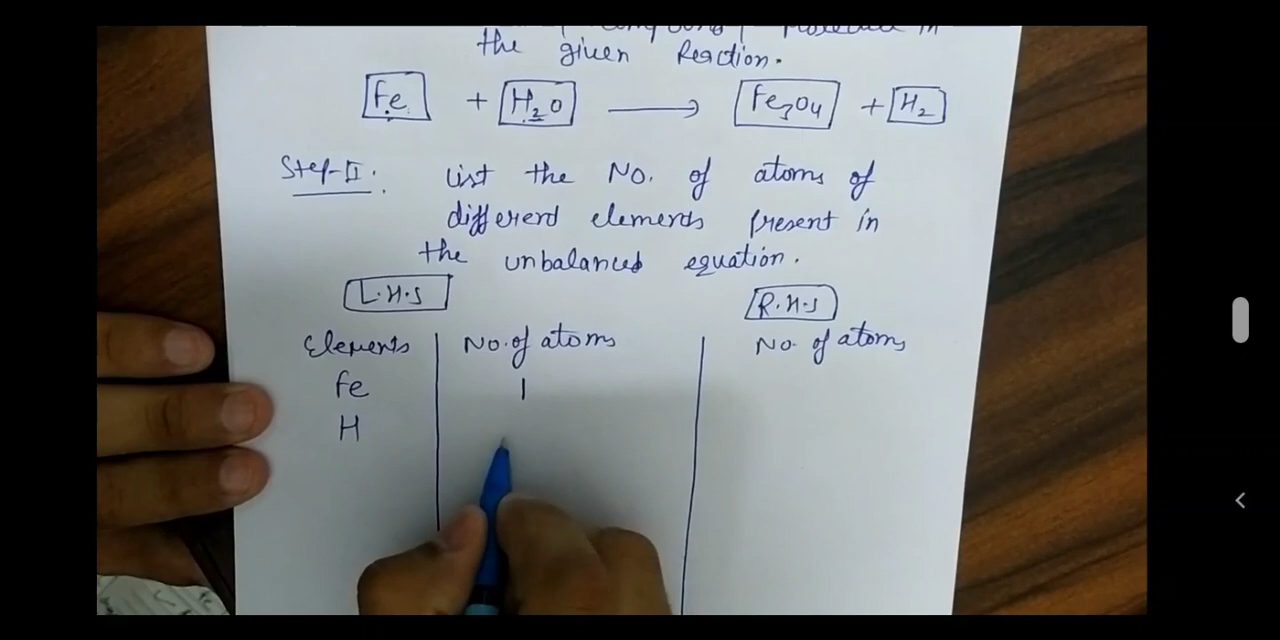 the given Reaction.
Fe + H2O ⟶ Fe3O4 + H2
Step-II. List the No. of atoms of
different elements present in
the unbalanced equation.
L.H.S R.H.S
Elements No. of atoms No. of atoms
Fe 1
H